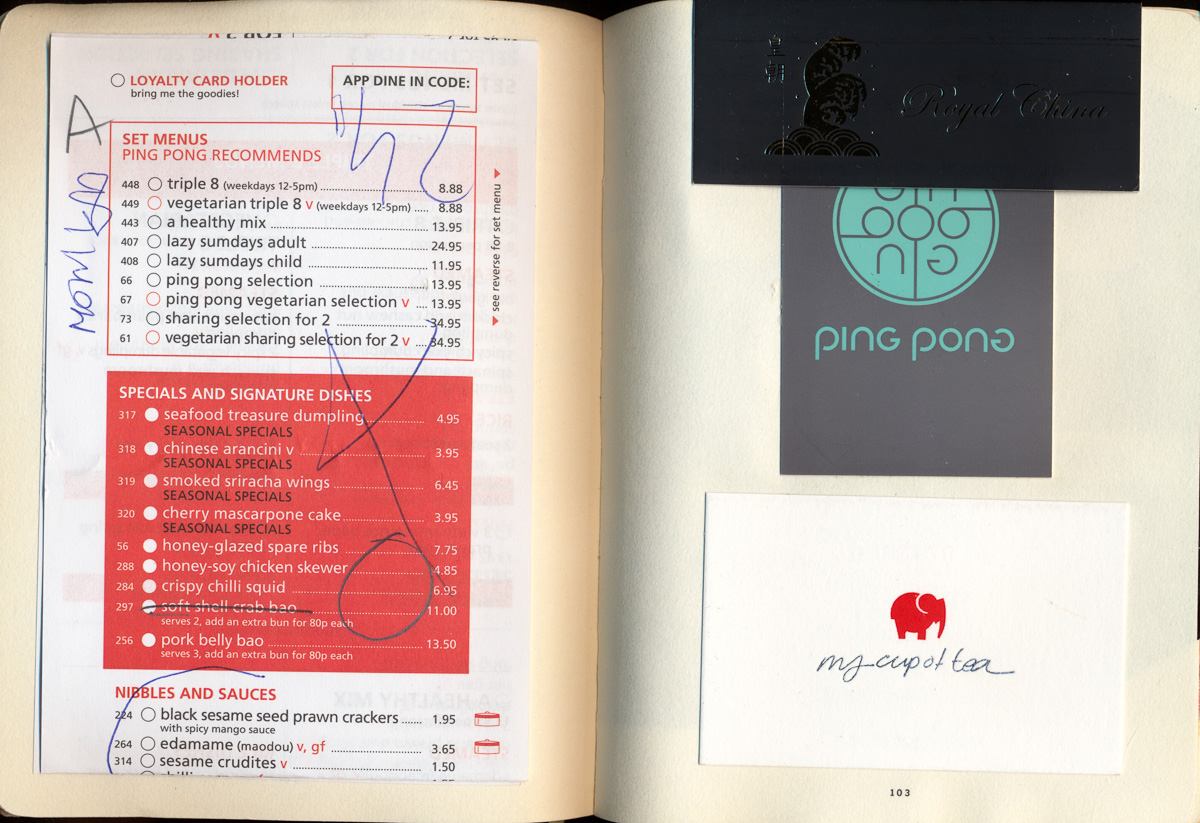 LOYALTY CARD HOLDER
bring me the goodies!
APP DINE IN CODE:
A
SET MENUS
PING PONG RECOMMENDS
448 triple 8 (weekdays 12-5pm) 8.88
449 vegetarian triple 8 v (weekdays 12-5pm) 8.88
443 a healthy mix 13.95
407 lazy sumdays adult 24.95
408 lazy sumdays child 11.95
66 ping pong selection 13.95
67 ping pong vegetarian selection v 13.95
73 sharing selection for 2 34.95
61 vegetarian sharing selection for 2 v 34.95
see reverse for set menu
SPECIALS AND SIGNATURE DISHES
317 seafood treasure dumpling 4.95
SEASONAL SPECIALS
318 chinese arancini v 3.95
SEASONAL SPECIALS
319 smoked sriracha wings 6.45
SEASONAL SPECIALS
320 cherry mascarpone cake 3.95
SEASONAL SPECIALS
56 honey-glazed spare ribs 7.75
288 honey-soy chicken skewer 4.85
284 crispy chilli squid 6.95
297 soft shell crab bao 11.00
serves 2, add an extra bun for 80p each
256 pork belly bao 13.50
serves 3, add an extra bun for 80p each
NIBBLES AND SAUCES
224 black sesame seed prawn crackers 1.95
with spicy mango sauce
264 edamame (maodou) v, gf 3.65
314 sesame crudites v 1.50
皇朝
Royal China
ping pong
my cup of tea
103